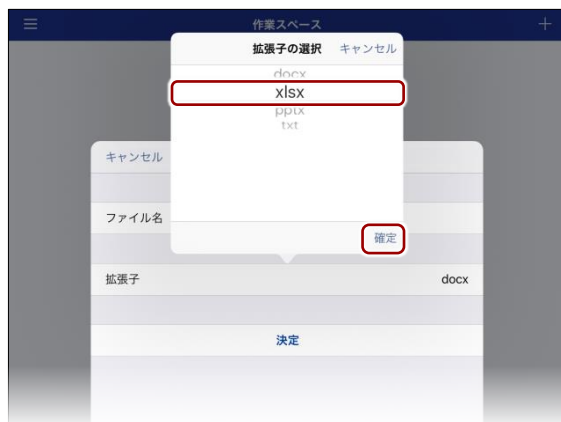 作業スペース
拡張子の選択 キャンセル
docx
xlsx
pptx
txt
キャンセル
ファイル名
確定
拡張子 docx
決定